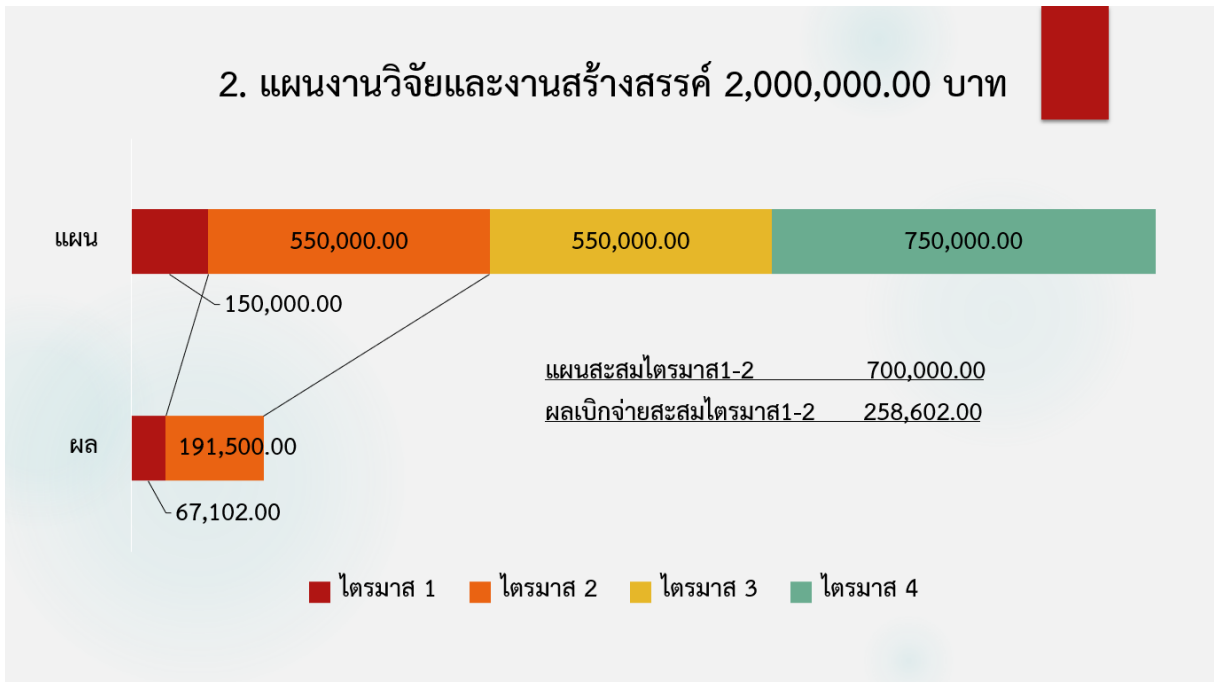 2. แผนงานวิจัยและงานสร้างสรรค์ 2,000,000.00 บาท
แผน
550,000.00
550,000.00
750,000.00
150,000.00
แผนสะสมไตรมาส1-2 700,000.00
ผลเบิกจ่ายสะสมไตรมาส1-2 258,602.00
ผล
191,500.00
67,102.00
ไตรมาส 1 ไตรมาส 2 ไตรมาส 3 ไตรมาส 4